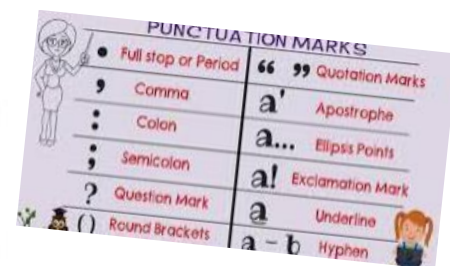 PUNCTUATION MARKS
. Full stop or Period
, Comma
: Colon
; Semicolon
? Question Mark
() Round Brackets
“ ” Quotation Marks
a' Apostrophe
a... Elipsis Points
a! Exclamation Mark
a Underline
a - b Hyphen